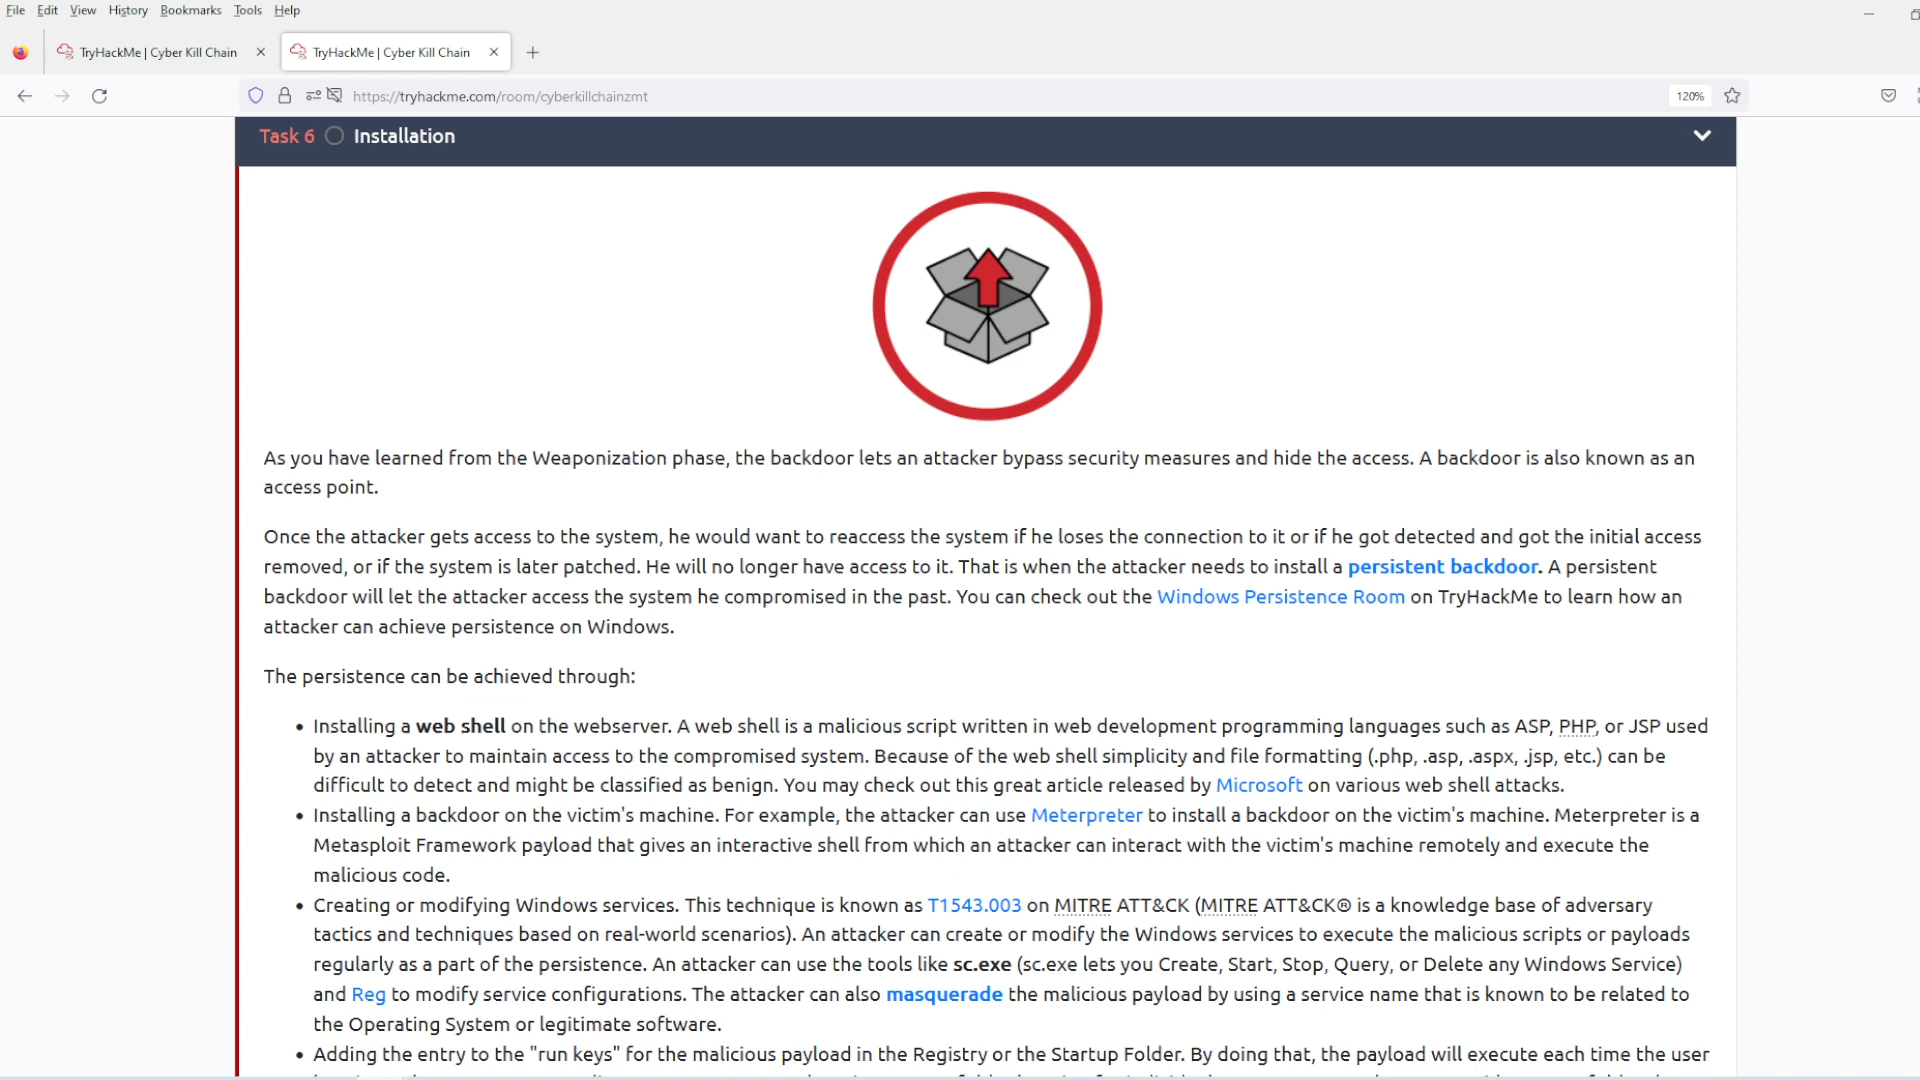 File Edit View History Bookmarks Tools Help
TryHackMe | Cyber Kill Chain TryHackMe | Cyber Kill Chain
https://tryhackme.com/room/cyberkillchainzmt 120%
Task 6 Installation
As you have learned from the Weaponization phase, the backdoor lets an attacker bypass security measures and hide the access. A backdoor is also known as an
access point.
Once the attacker gets access to the system, he would want to reaccess the system if he loses the connection to it or if he got detected and got the initial access
removed, or if the system is later patched. He will no longer have access to it. That is when the attacker needs to install a persistent backdoor. A persistent
backdoor will let the attacker access the system he compromised in the past. You can check out the Windows Persistence Room on TryHackMe to learn how an
attacker can achieve persistence on Windows.
The persistence can be achieved through:
• Installing a web shell on the webserver. A web shell is a malicious script written in web development programming languages such as ASP, PHP, or JSP used
by an attacker to maintain access to the compromised system. Because of the web shell simplicity and file formatting (.php, .asp, .aspx, .jsp, etc.) can be
difficult to detect and might be classified as benign. You may check out this great article released by Microsoft on various web shell attacks.
• Installing a backdoor on the victim's machine. For example, the attacker can use Meterpreter to install a backdoor on the victim's machine. Meterpreter is a
Metasploit Framework payload that gives an interactive shell from which an attacker can interact with the victim's machine remotely and execute the
malicious code.
• Creating or modifying Windows services. This technique is known as T1543.003 on MITRE ATT&CK (MITRE ATT&CK® is a knowledge base of adversary
tactics and techniques based on real-world scenarios). An attacker can create or modify the Windows services to execute the malicious scripts or payloads
regularly as a part of the persistence. An attacker can use the tools like sc.exe (sc.exe lets you Create, Start, Stop, Query, or Delete any Windows Service)
and Reg to modify service configurations. The attacker can also masquerade the malicious payload by using a service name that is known to be related to
the Operating System or legitimate software.
• Adding the entry to the "run keys" for the malicious payload in the Registry or the Startup Folder. By doing that, the payload will execute each time the user